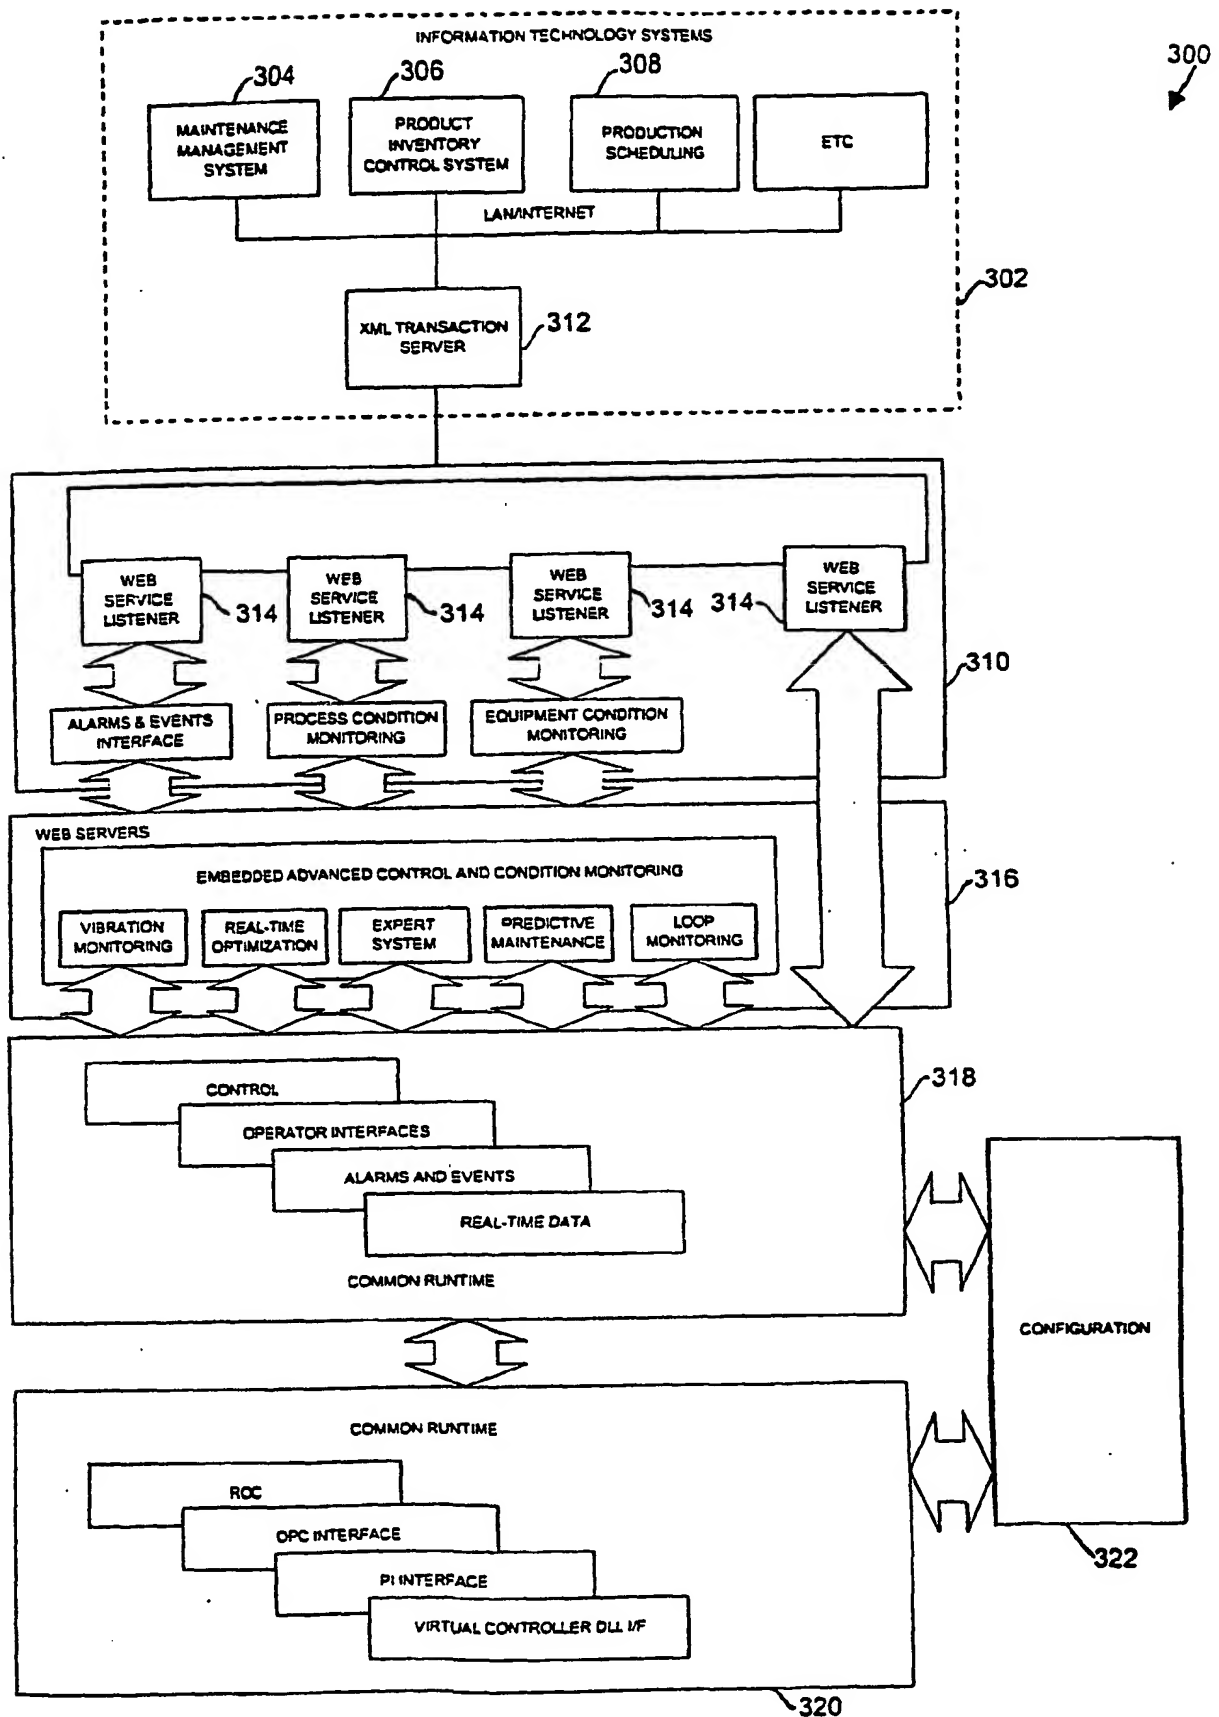 INFORMATION TECHNOLOGY SYSTEMS
300
304
306
308
MAINTENANCE
MANAGEMENT
SYSTEM
PRODUCT
INVENTORY
CONTROL SYSTEM
PRODUCTION
SCHEDULING
ETC
LAN/INTERNET
302
XML TRANSACTION
SERVER
312
WEB
SERVICE
LISTENER
314
WEB
SERVICE
LISTENER
314
WEB
SERVICE
LISTENER
314
314
WEB
SERVICE
LISTENER
310
ALARMS & EVENTS
INTERFACE
PROCESS CONDITION
MONITORING
EQUIPMENT CONDITION
MONITORING
WEB SERVERS
EMBEDDED ADVANCED CONTROL AND CONDITION MONITORING
316
VIBRATION
MONITORING
REAL-TIME
OPTIMIZATION
EXPERT
SYSTEM
PREDICTIVE
MAINTENANCE
LOOP
MONITORING
318
CONTROL
OPERATOR INTERFACES
ALARMS AND EVENTS
REAL-TIME DATA
COMMON RUNTIME
CONFIGURATION
322
COMMON RUNTIME
ROC
OPC INTERFACE
PI INTERFACE
VIRTUAL CONTROLLER DLL I/F
320